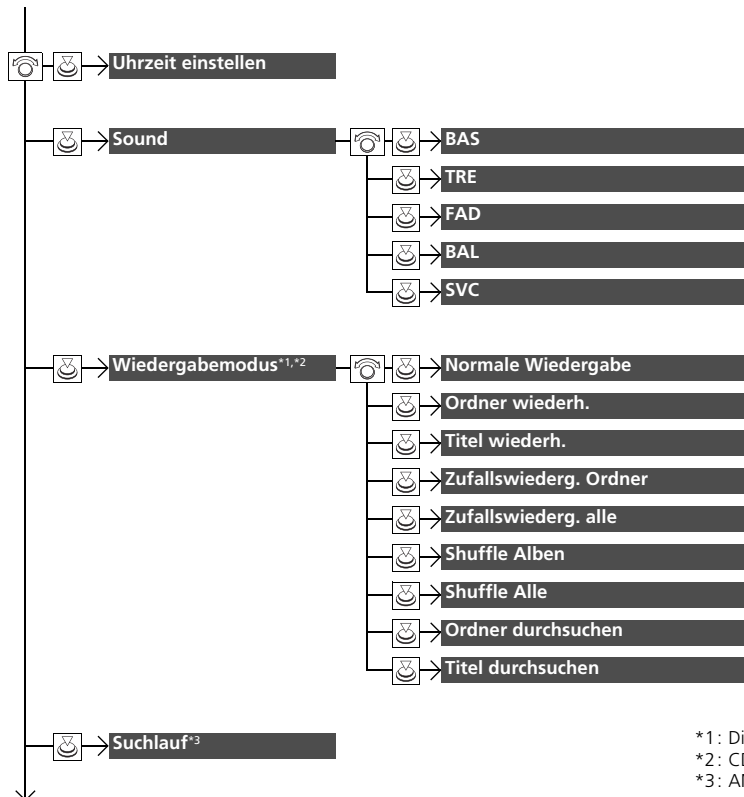 Uhrzeit einstellen
Sound
BAS
TRE
FAD
BAL
SVC
Wiedergabemodus*1,*2
Normale Wiedergabe
Ordner wiederh.
Titel wiederh.
Zufallswiederg. Ordner
Zufallswiederg. alle
Shuffle Alben
Shuffle Alle
Ordner durchsuchen
Titel durchsuchen
Suchlauf*3
*1:
*2:
*3: